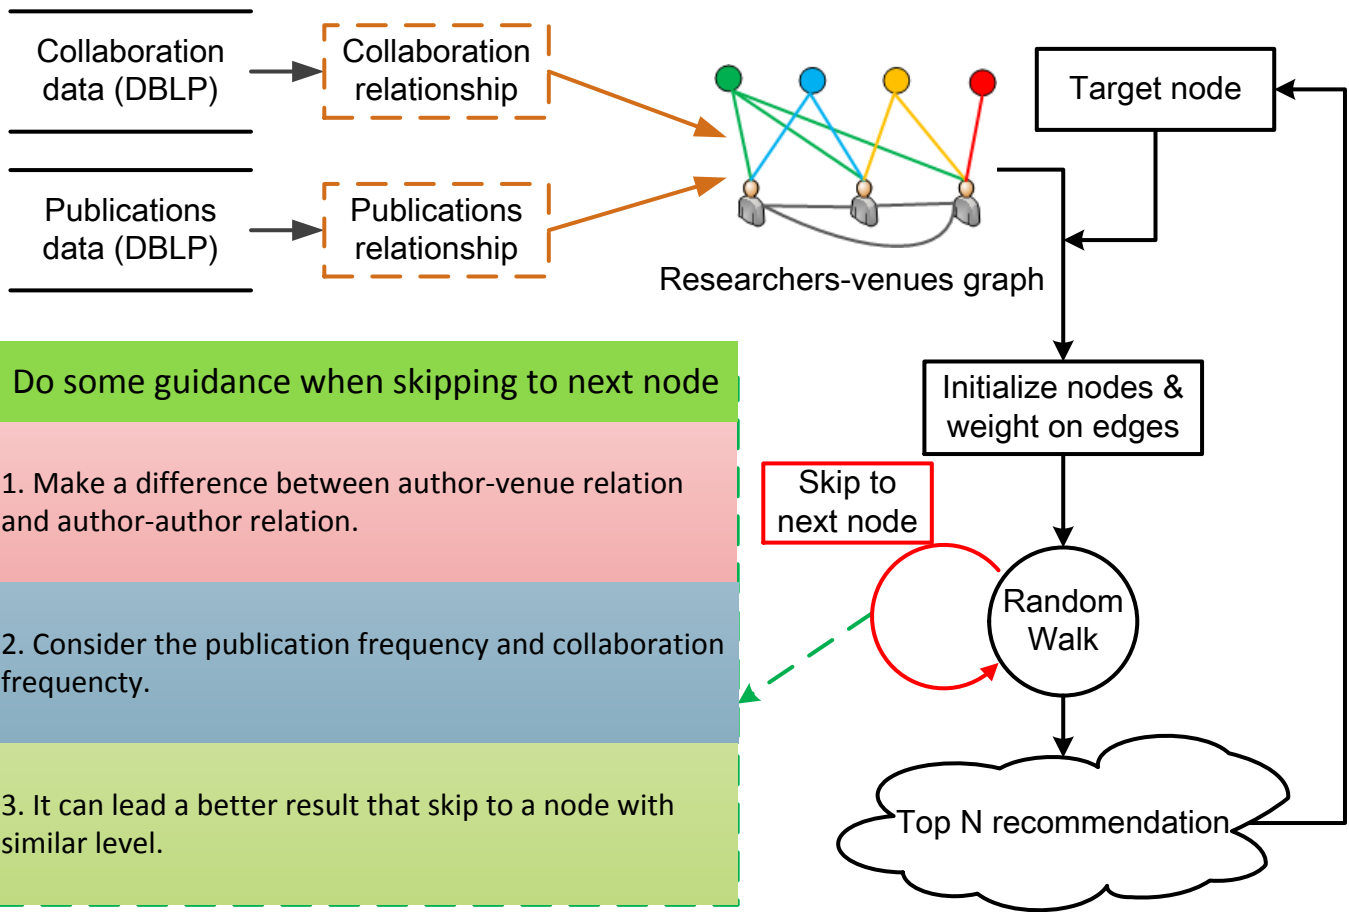 Collaboration
data (DBLP)
Collaboration
relationship
Target node
Publications
data (DBLP)
Publications
relationship
Researchers-venues graph
Do some guidance when skipping to next node
Initialize nodes &
weight on edges
1. Make a difference between author-venue relation
and author-author relation.
Skip to
next node
Random
Walk
2. Consider the publication frequency and collaboration
frequencty.
3. It can lead a better result that skip to a node with
similar level.
Top N recommendation